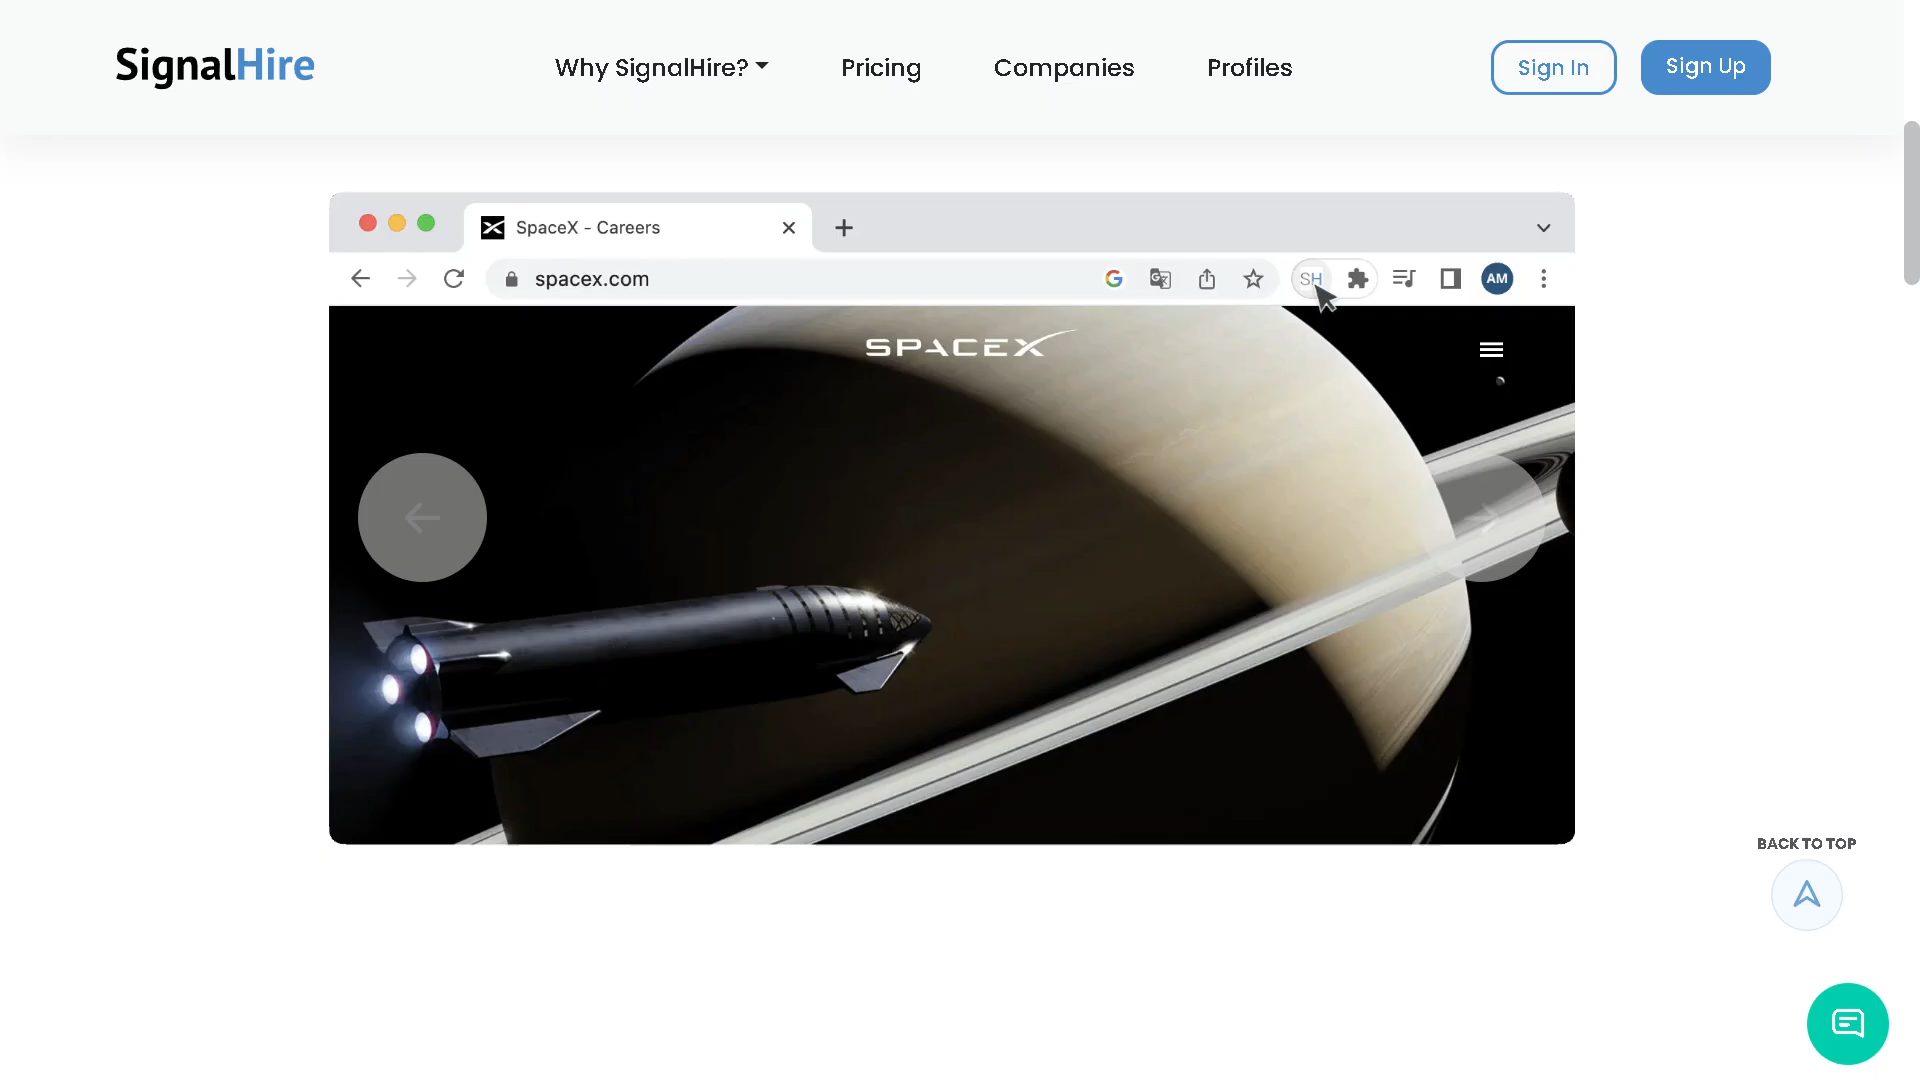 SignalHire
Why SignalHire?
Pricing
Companies
Profiles
Sign In
Sign Up
SpaceX - Careers
spacex.com
SH
AM
SPACEX
BACK TO TOP